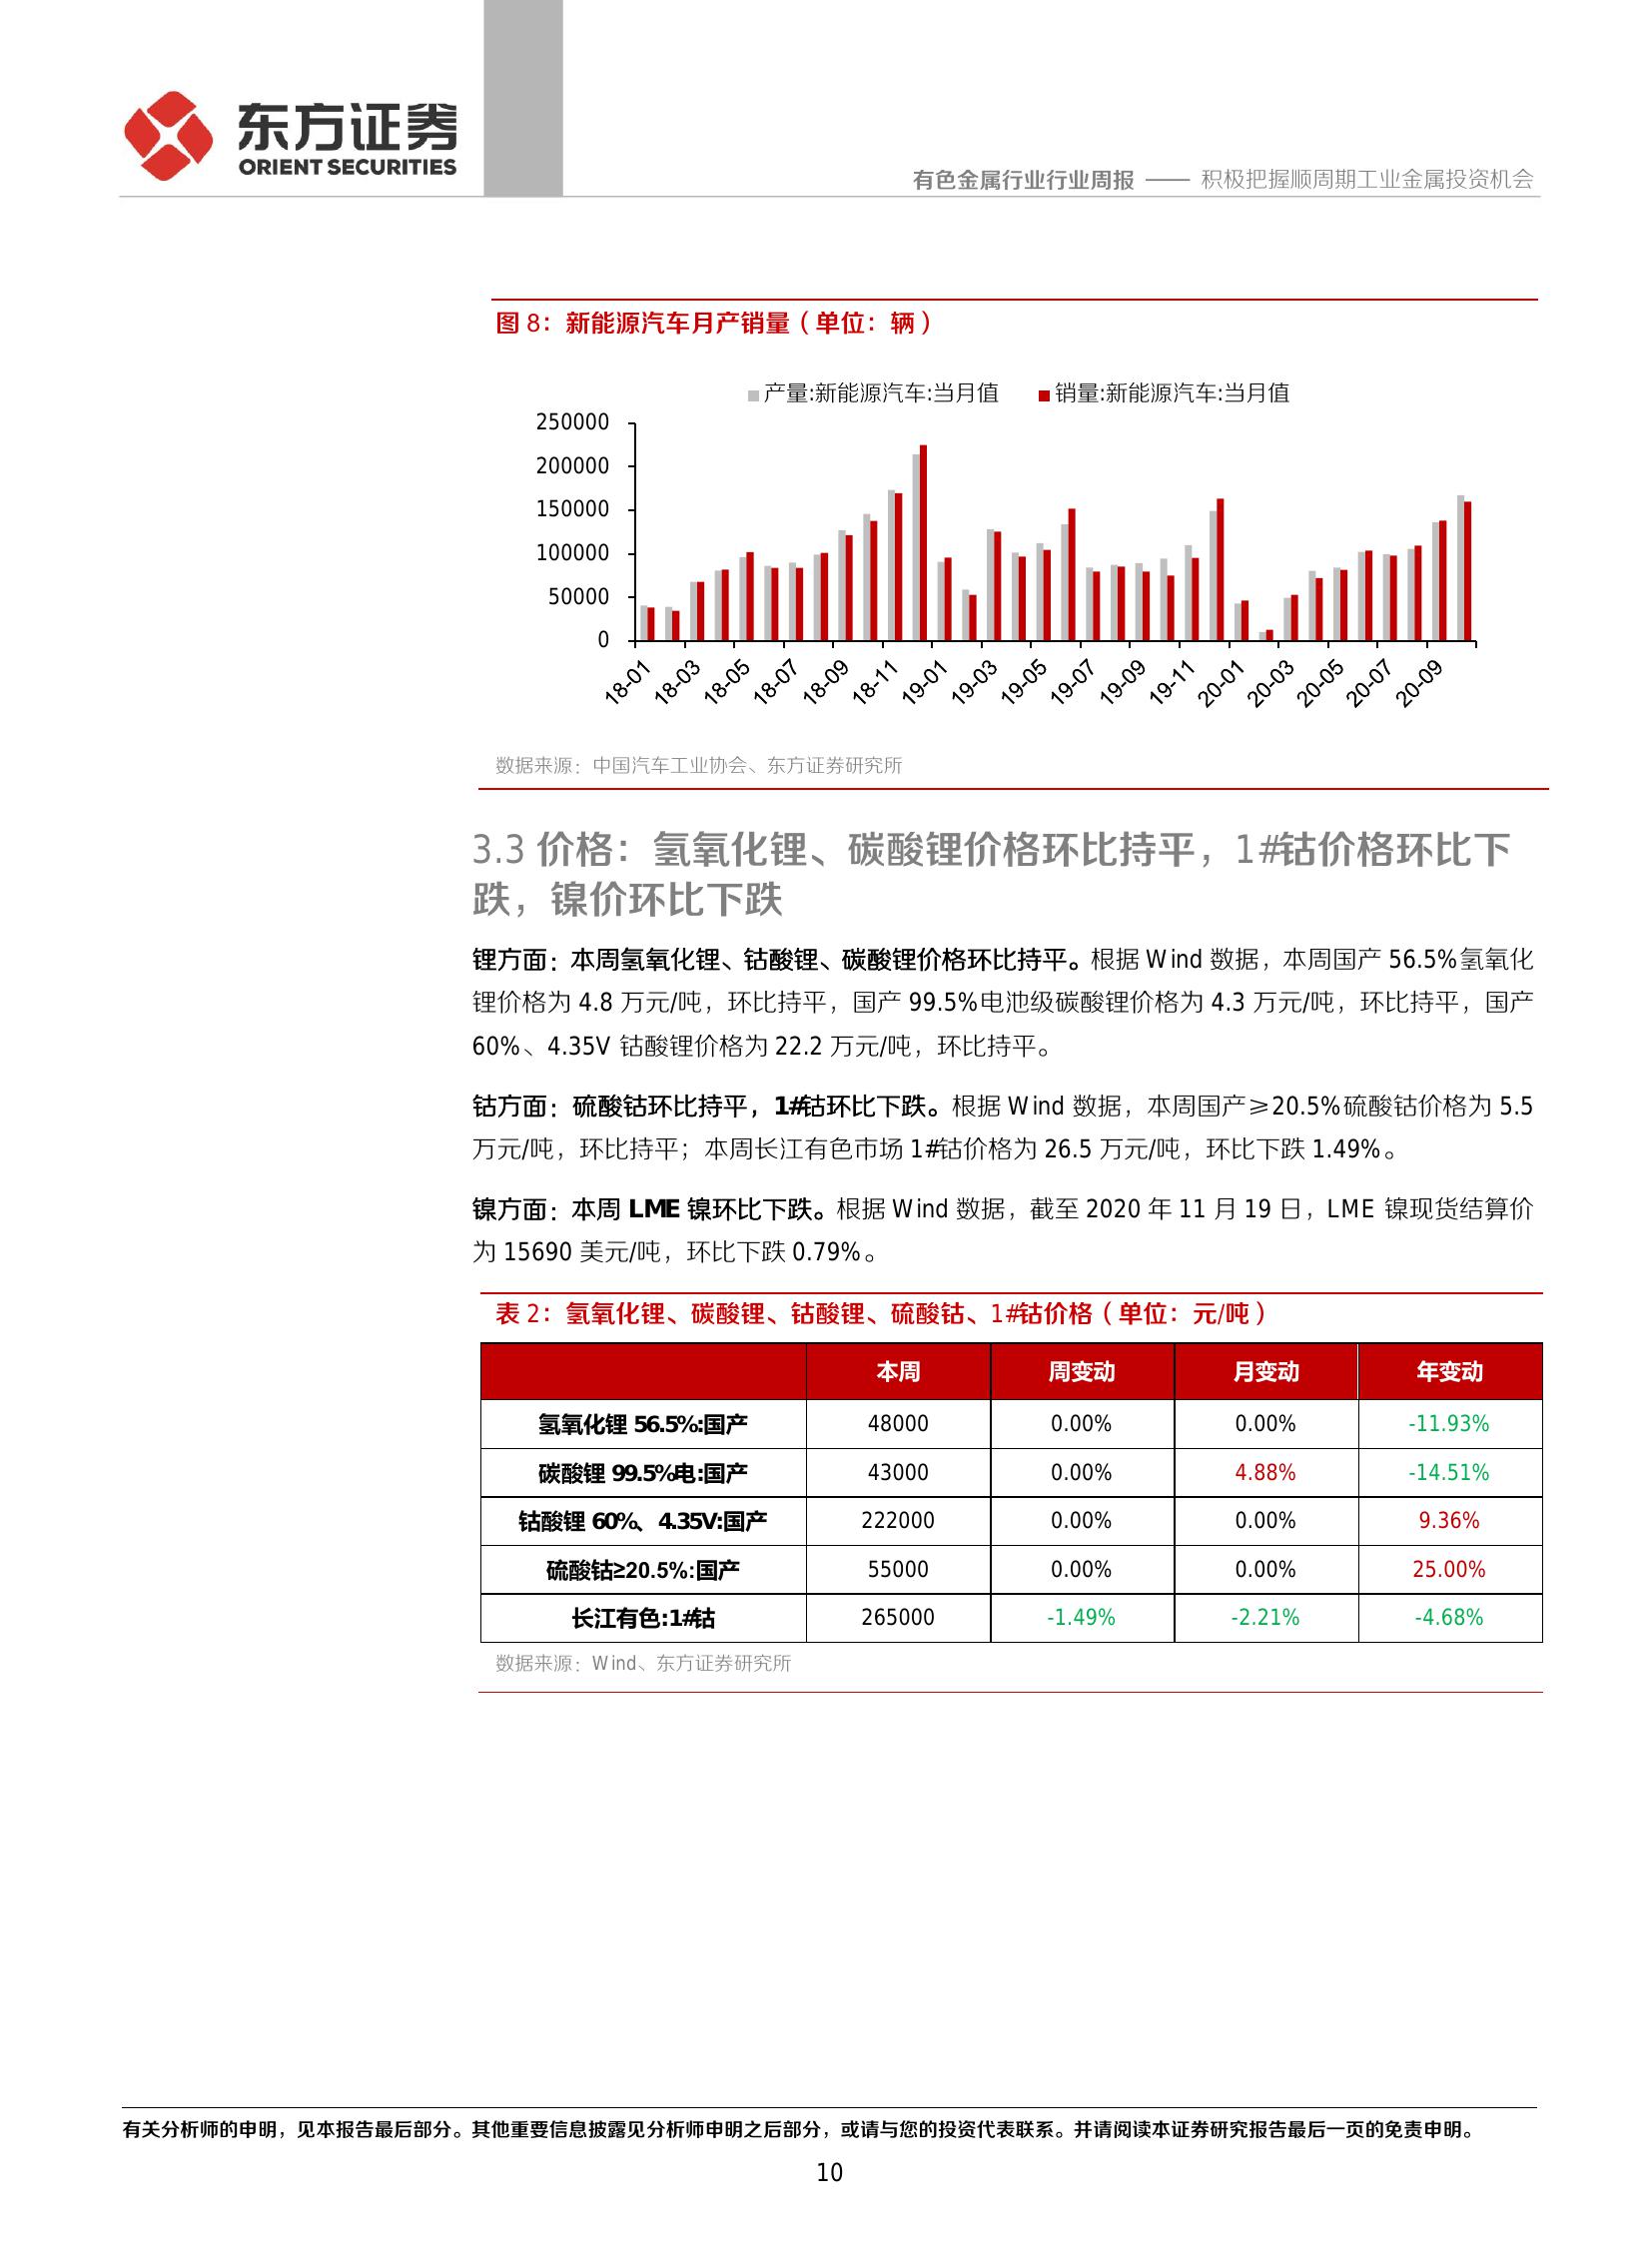 东方证券
ORIENT SECURITIES
有色金属行业行业周报 —— 积极把握顺周期工业金属投资机会
图 8：新能源汽车月产销量（单位：辆）
产量:新能源汽车:当月值 销量:新能源汽车:当月值
250000
200000
150000
100000
50000
0
18-01 18-03 18-05 18-07 18-09 18-11 19-01 19-03 19-05 19-07 19-09 19-11 20-01 20-03 20-05 20-07 20-09
数据来源：中国汽车工业协会、东方证券研究所
3.3 价格：氢氧化锂、碳酸锂价格环比持平，1#钴价格环比下
跌，镍价环比下跌
锂方面：本周氢氧化锂、钴酸锂、碳酸锂价格环比持平。根据 Wind 数据，本周国产 56.5%氢氧化
锂价格为 4.8 万元/吨，环比持平，国产 99.5%电池级碳酸锂价格为 4.3 万元/吨，环比持平，国产
60%、4.35V 钴酸锂价格为 22.2 万元/吨，环比持平。
钴方面：硫酸钴环比持平，1#钴环比下跌。根据 Wind 数据，本周国产≥20.5%硫酸钴价格为 5.5
万元/吨，环比持平；本周长江有色市场 1#钴价格为 26.5 万元/吨，环比下跌 1.49%。
镍方面：本周 LME 镍环比下跌。根据 Wind 数据，截至 2020 年 11 月 19 日，LME 镍现货结算价
为 15690 美元/吨，环比下跌 0.79%。
表 2：氢氧化锂、碳酸锂、钴酸锂、硫酸钴、1#钴价格（单位：元/吨）
本周 周变动 月变动 年变动
氢氧化锂 56.5%:国产 48000 0.00% 0.00% -11.93%
碳酸锂 99.5%电:国产 43000 0.00% 4.88% -14.51%
钴酸锂 60%、4.35V:国产 222000 0.00% 0.00% 9.36%
硫酸钴≥20.5%:国产 55000 0.00% 0.00% 25.00%
长江有色:1#钴 265000 -1.49% -2.21% -4.68%
数据来源：Wind、东方证券研究所
有关分析师的申明，见本报告最后部分。其他重要信息披露见分析师申明之后部分，或请与您的投资代表联系。并请阅读本证券研究报告最后一页的免责申明。
10